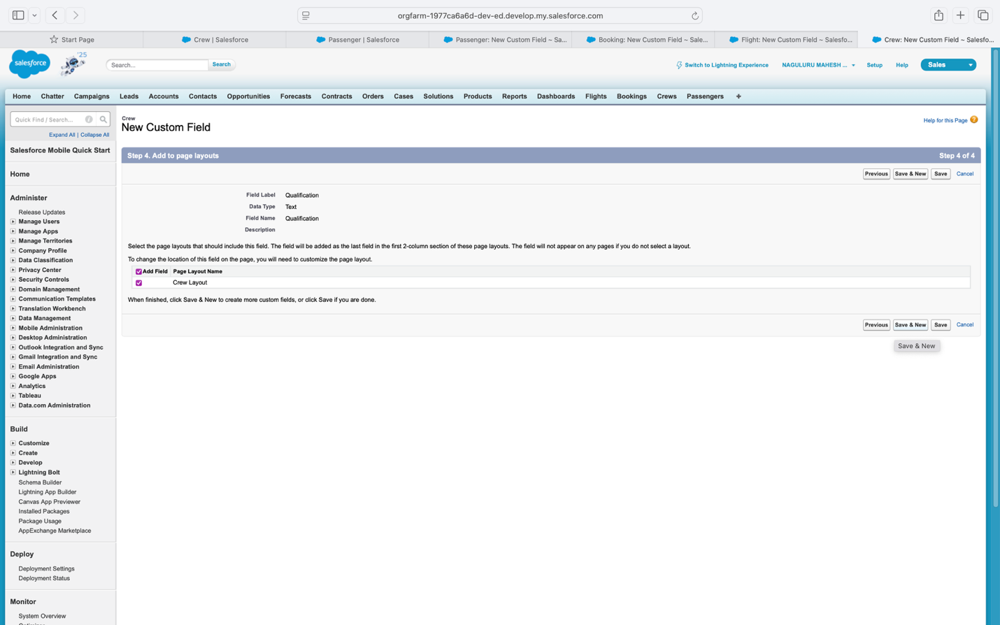 orgfarm-1977ca6a6d-dev-ed.develop.my.salesforce.com
Start Page
Crew | Salesforce
Passenger | Salesforce
Passenger: New Custom Field ~ Sa...
Booking: New Custom Field ~ Sale...
Flight: New Custom Field ~ Salesfo...
Crew: New Custom Field ~ Salesfo...
salesforce
'25
Search...
Search
Switch to Lightning Experience
NAGULURU MAHESH ...
Setup
Help
Sales
Home
Chatter
Campaigns
Leads
Accounts
Contacts
Opportunities
Forecasts
Contracts
Orders
Cases
Solutions
Products
Reports
Dashboards
Flights
Bookings
Crews
Passengers
+
Quick Find / Search...
Expand All | Collapse All
Salesforce Mobile Quick Start
Home
Administer
Release Updates
Manage Users
Manage Apps
Manage Territories
Company Profile
Data Classification
Privacy Center
Security Controls
Domain Management
Communication Templates
Translation Workbench
Data Management
Mobile Administration
Desktop Administration
Outlook Integration and Sync
Gmail Integration and Sync
Email Administration
Google Apps
Analytics
Tableau
Data.com Administration
Build
Customize
Create
Develop
Lightning Bolt
Schema Builder
Lightning App Builder
Canvas App Previewer
Installed Packages
Package Usage
AppExchange Marketplace
Deploy
Deployment Settings
Deployment Status
Monitor
System Overview
Crew
New Custom Field
Help for this Page ?
Step 4. Add to page layouts
Step 4 of 4
Previous
Save & New
Save
Cancel
Field Label Qualification
Data Type Text
Field Name Qualification
Description
Select the page layouts that should include this field. The field will be added as the last field in the first 2-column section of these page layouts. The field will not appear on any pages if you do not select a layout.
To change the location of this field on the page, you will need to customize the page layout.
Add Field Page Layout Name
Crew Layout
When finished, click Save & New to create more custom fields, or click Save if you are done.
Previous
Save & New
Save
Cancel
Save & New